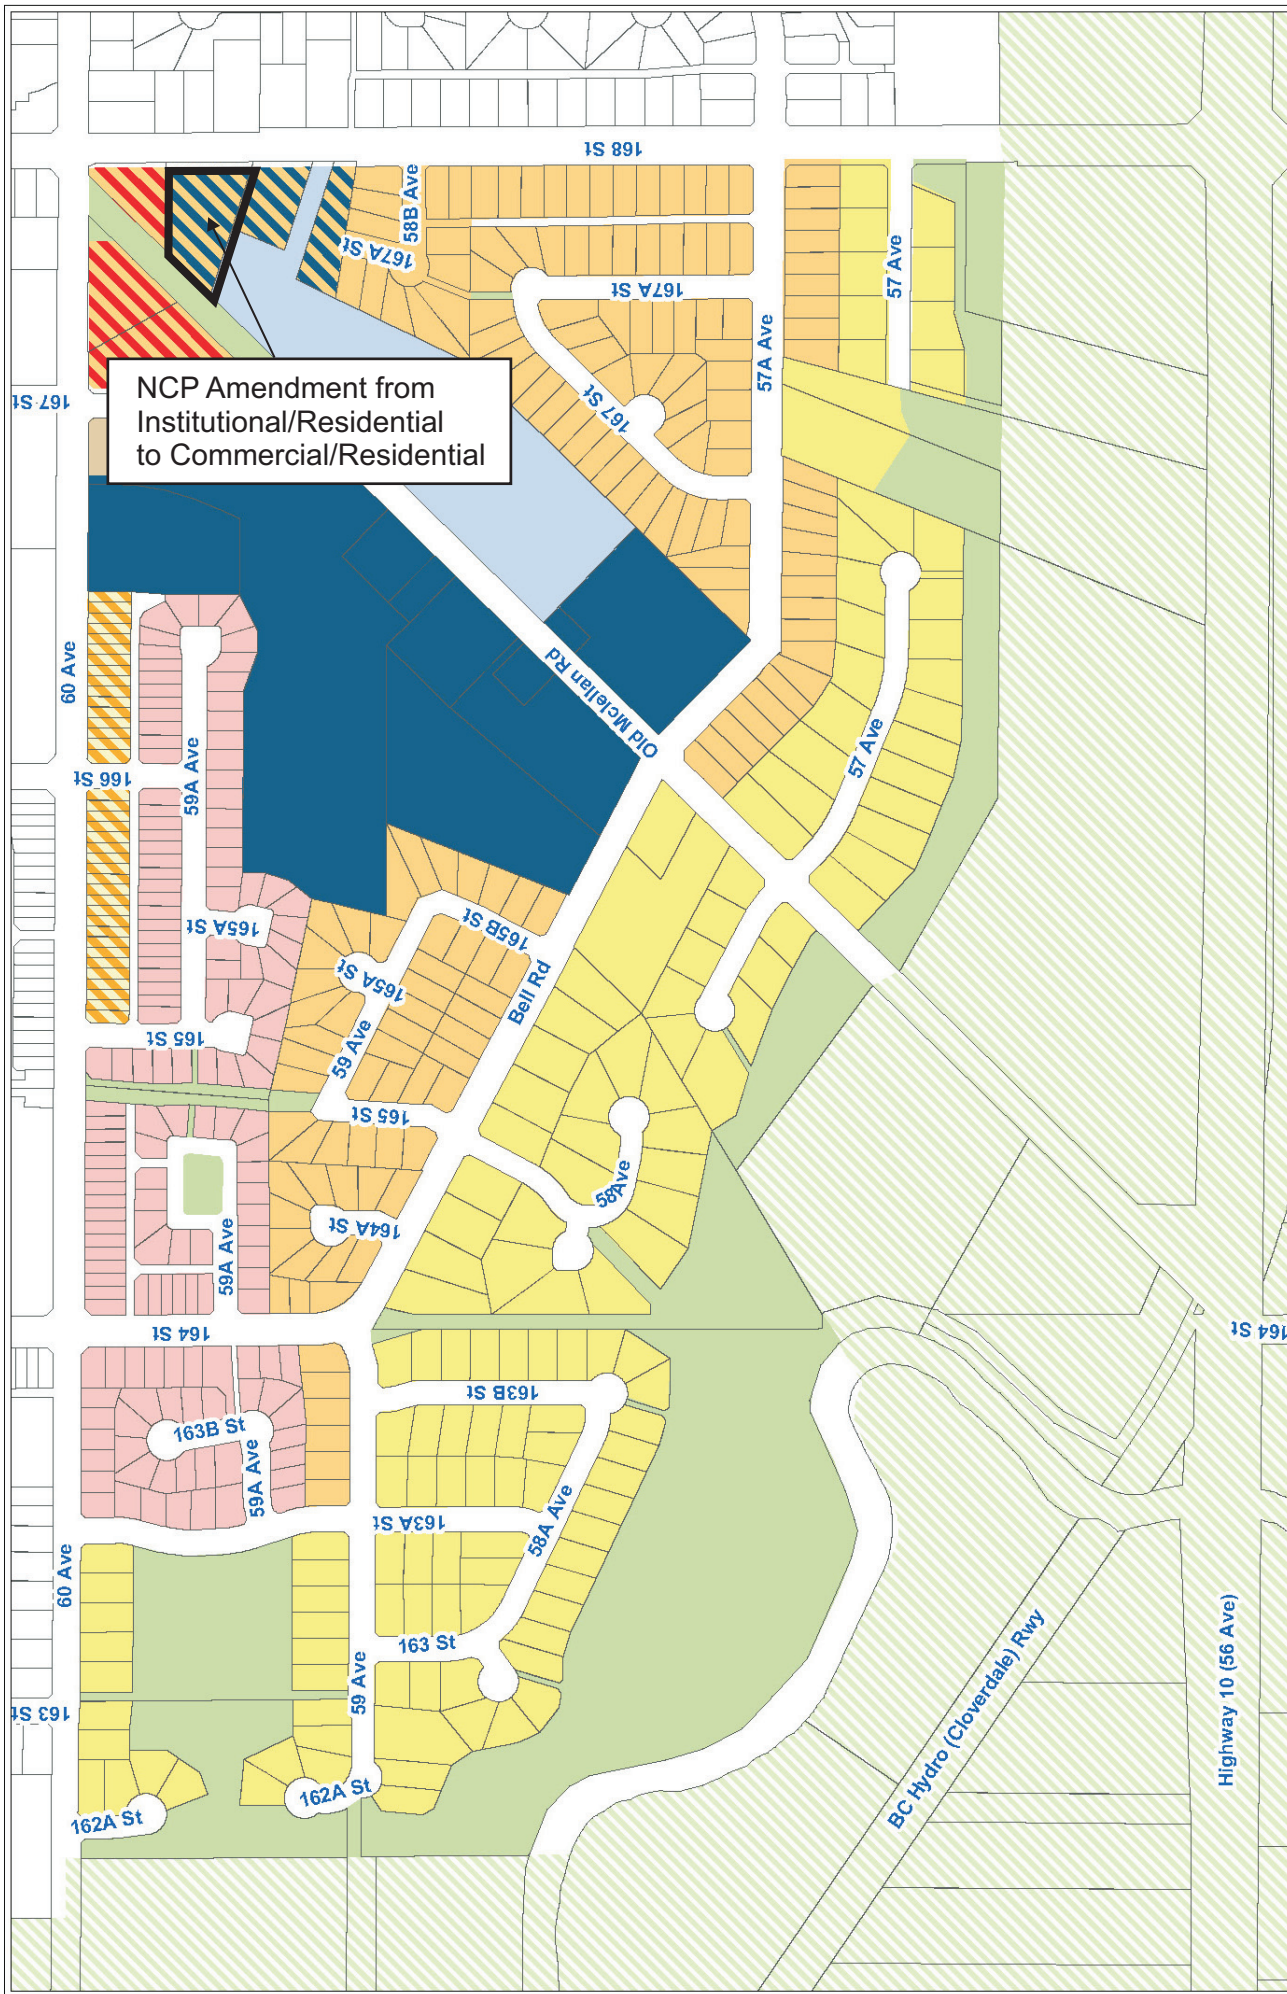 168 St
58B Ave
167A St
57 Ave
167A St
57A Ave
NCP Amendment from
Institutional/Residential
to Commercial/Residential
167 St
167 St
60 Ave
Old Mclellan Rd
59A Ave
166 St
57 Ave
165A St
165B St
165A St
Bell Rd
59 Ave
165 St
165 St
58 Ave
59A Ave
164A St
164 St
164 St
163B St
163B St
59A Ave
163A St
58A Ave
60 Ave
163 St
59 Ave
163 St
162A St
162A St
BC Hydro (Cloverdale) Rwy
Highway 10 (56 Ave)